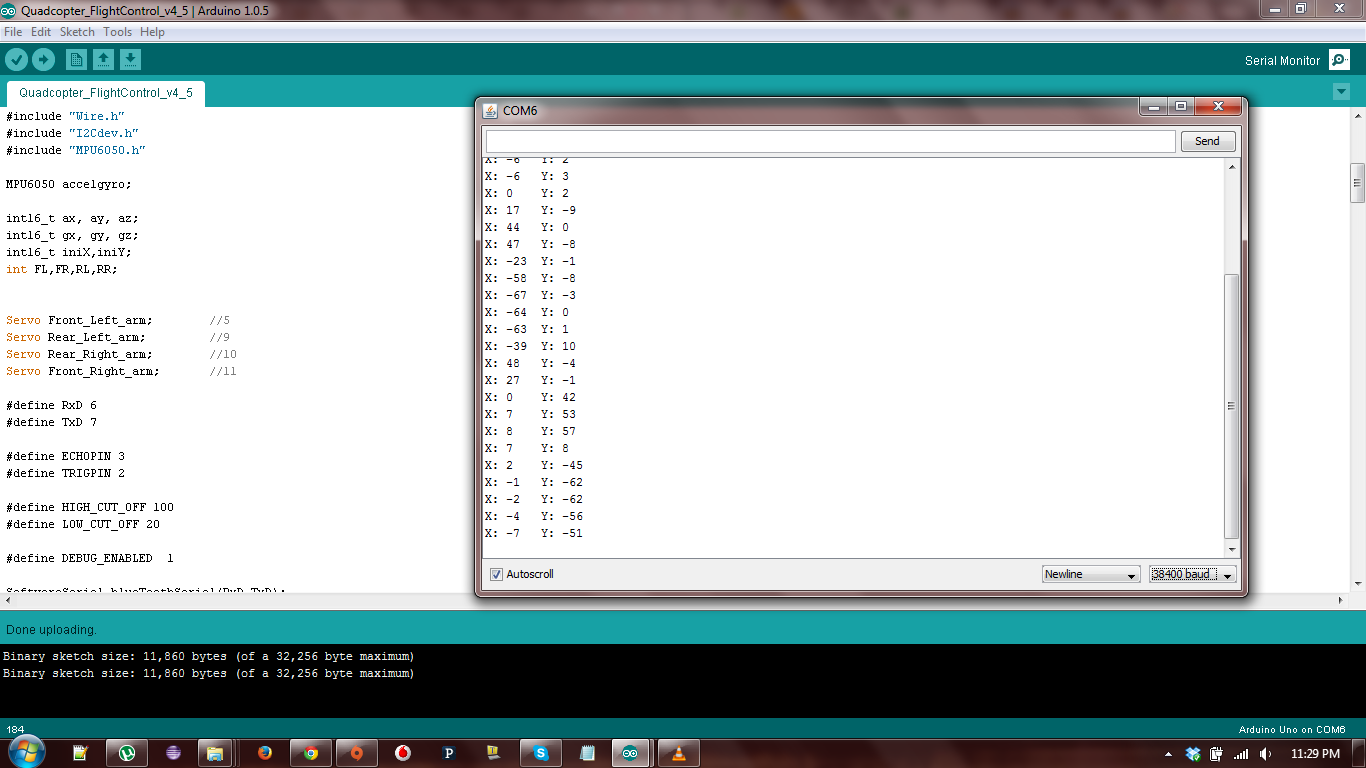 Quadcopter_FlightControl_v4_5 | Arduino 1.0.5
File Edit Sketch Tools Help
Serial Monitor
Quadcopter_FlightControl_v4_5
#include "Wire.h"
#include "I2Cdev.h"
#include "MPU6050.h"
MPU6050 accelgyro;
int16_t ax, ay, az;
int16_t gx, gy, gz;
int16_t iniX,iniY;
int FL,FR,RL,RR;
Servo Front_Left_arm; //5
Servo Rear_Left_arm; //9
Servo Rear_Right_arm; //10
Servo Front_Right_arm; //11
#define RxD 6
#define TxD 7
#define ECHOPIN 3
#define TRIGPIN 2
#define HIGH_CUT_OFF 100
#define LOW_CUT_OFF 20
#define DEBUG_ENABLED 1
SoftwareSerial blueToothSerial(RxD,TxD);
COM6
Send
X: -6 Y: 2
X: -6 Y: 3
X: 0 Y: 2
X: 17 Y: -9
X: 44 Y: 0
X: 47 Y: -8
X: -23 Y: -1
X: -58 Y: -8
X: -67 Y: -3
X: -64 Y: 0
X: -63 Y: 1
X: -39 Y: 10
X: 48 Y: -4
X: 27 Y: -1
X: 0 Y: 42
X: 7 Y: 53
X: 8 Y: 57
X: 7 Y: 8
X: 2 Y: -45
X: -1 Y: -62
X: -2 Y: -62
X: -4 Y: -56
X: -7 Y: -51
Autoscroll
Newline
38400 baud
Done uploading.
Binary sketch size: 11,860 bytes (of a 32,256 byte maximum)
Binary sketch size: 11,860 bytes (of a 32,256 byte maximum)
184
Arduino Uno on COM6
11:29 PM